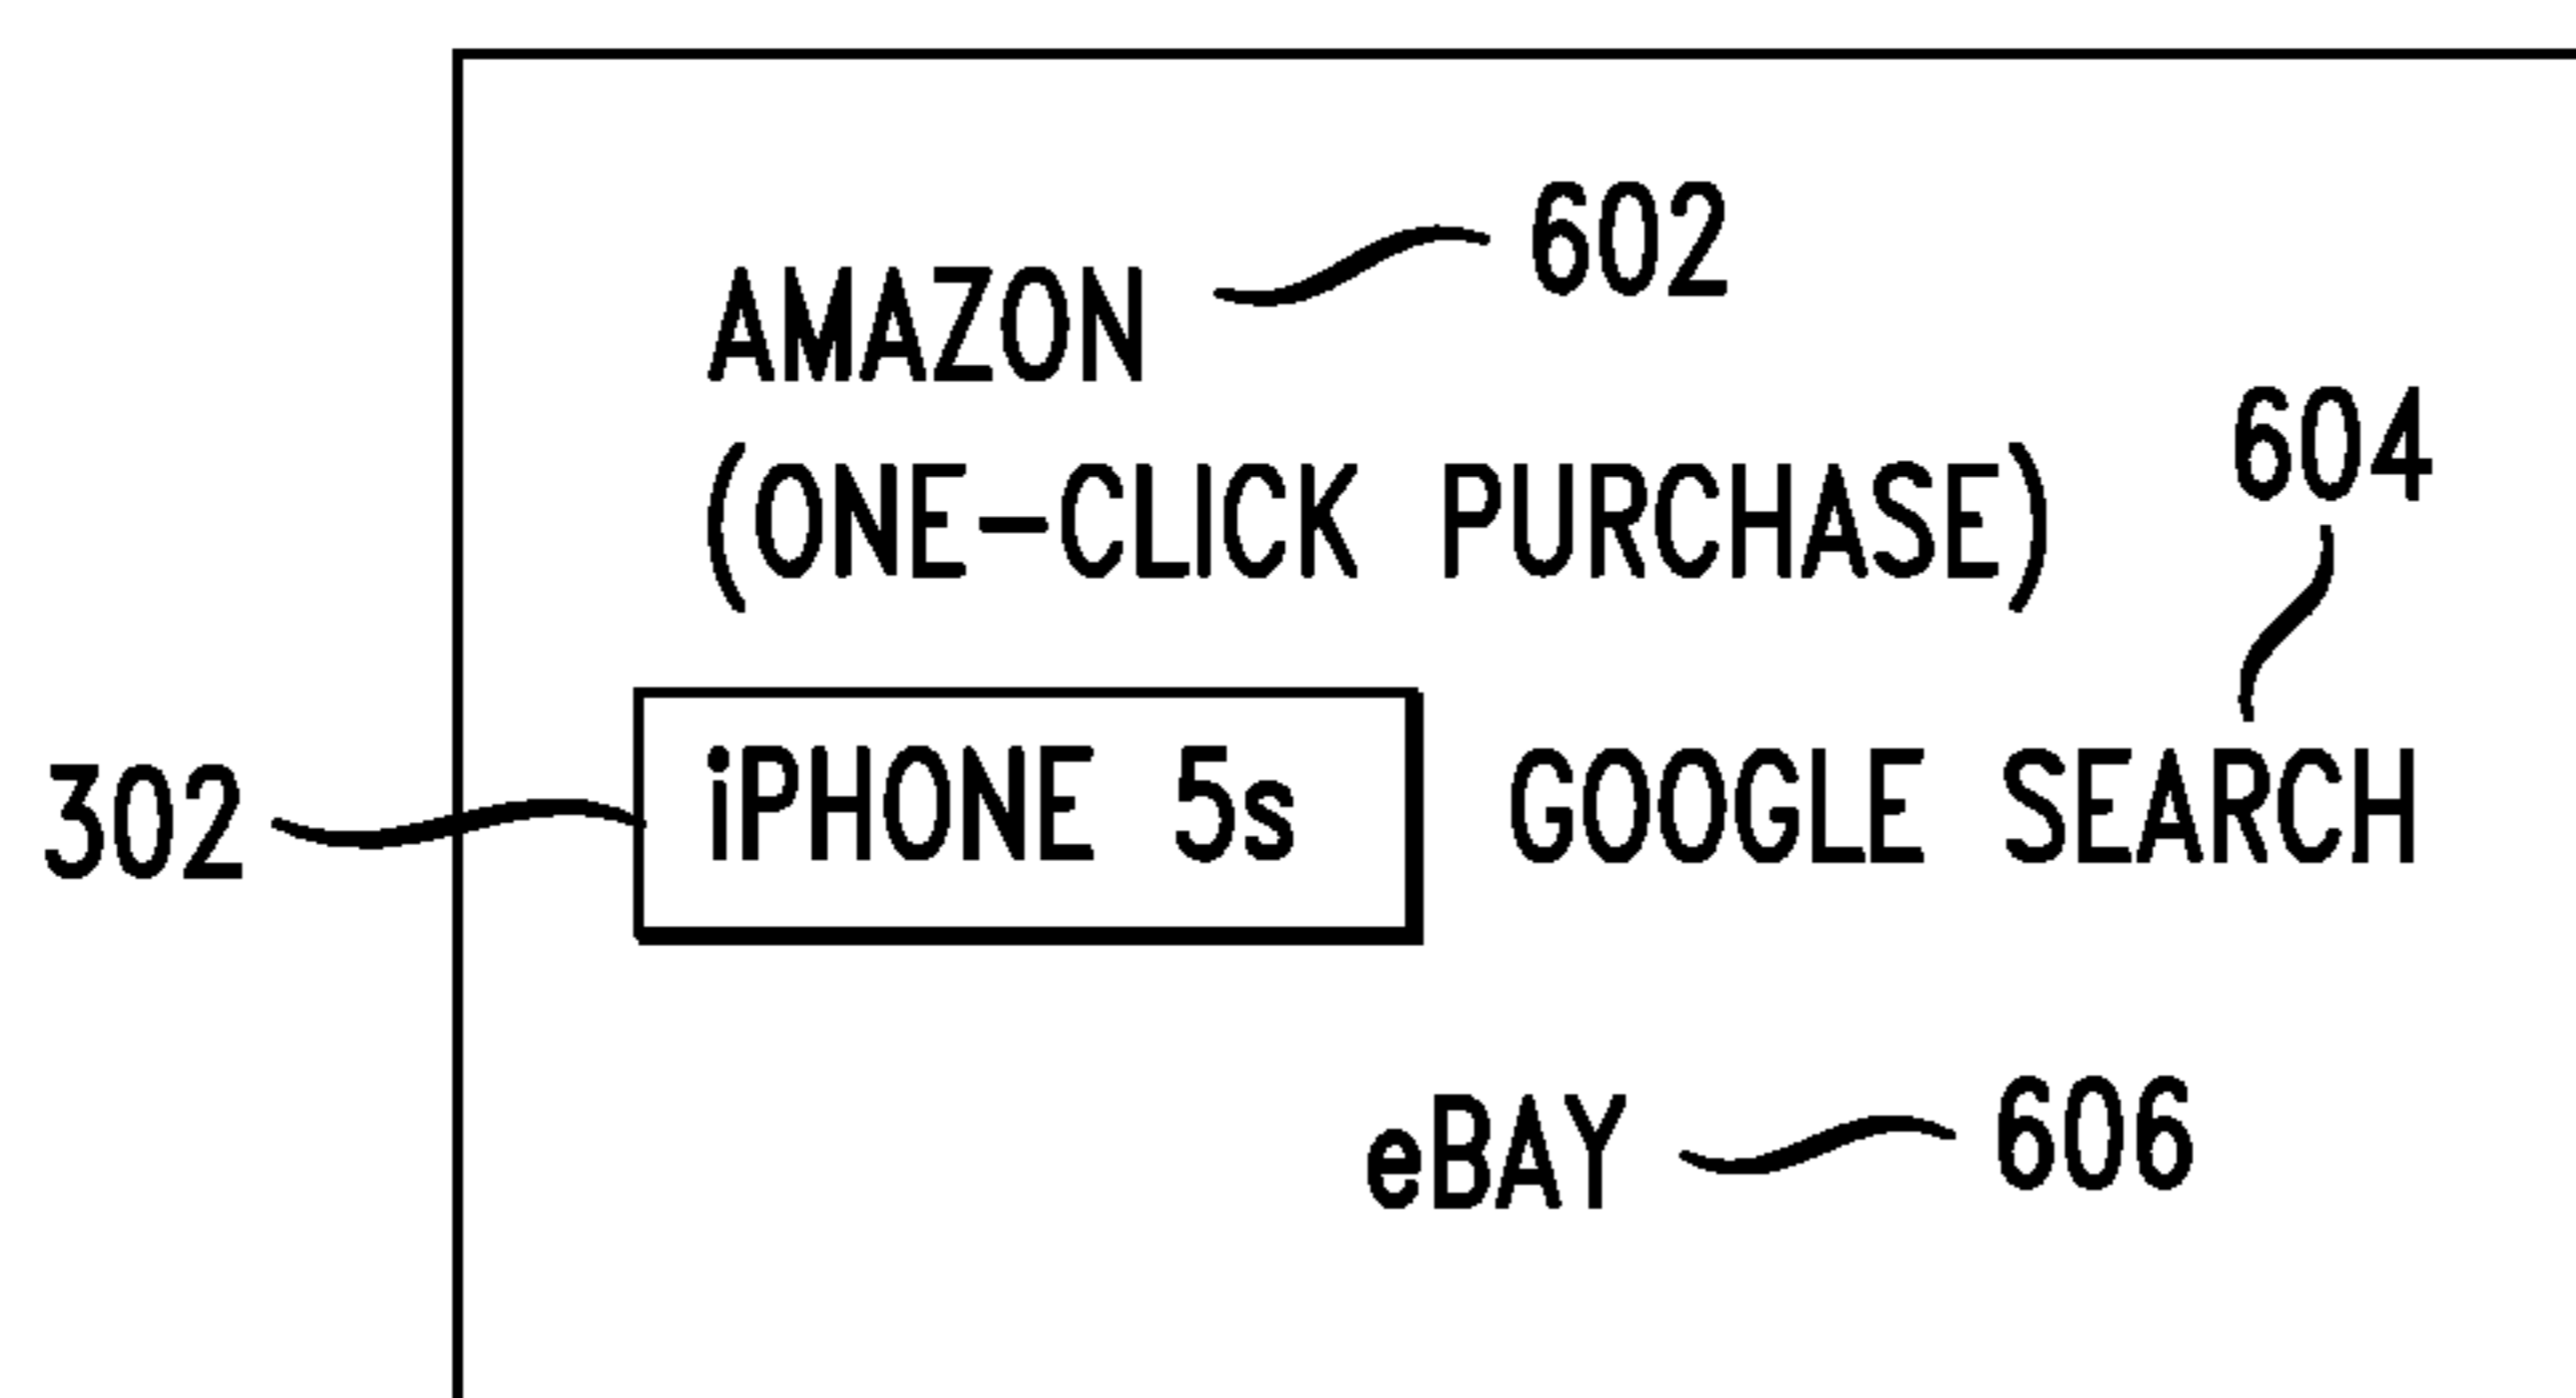 602
AMAZON
(ONE-CLICK PURCHASE)
604
302
iPHONE 5s
GOOGLE SEARCH
eBAY
606